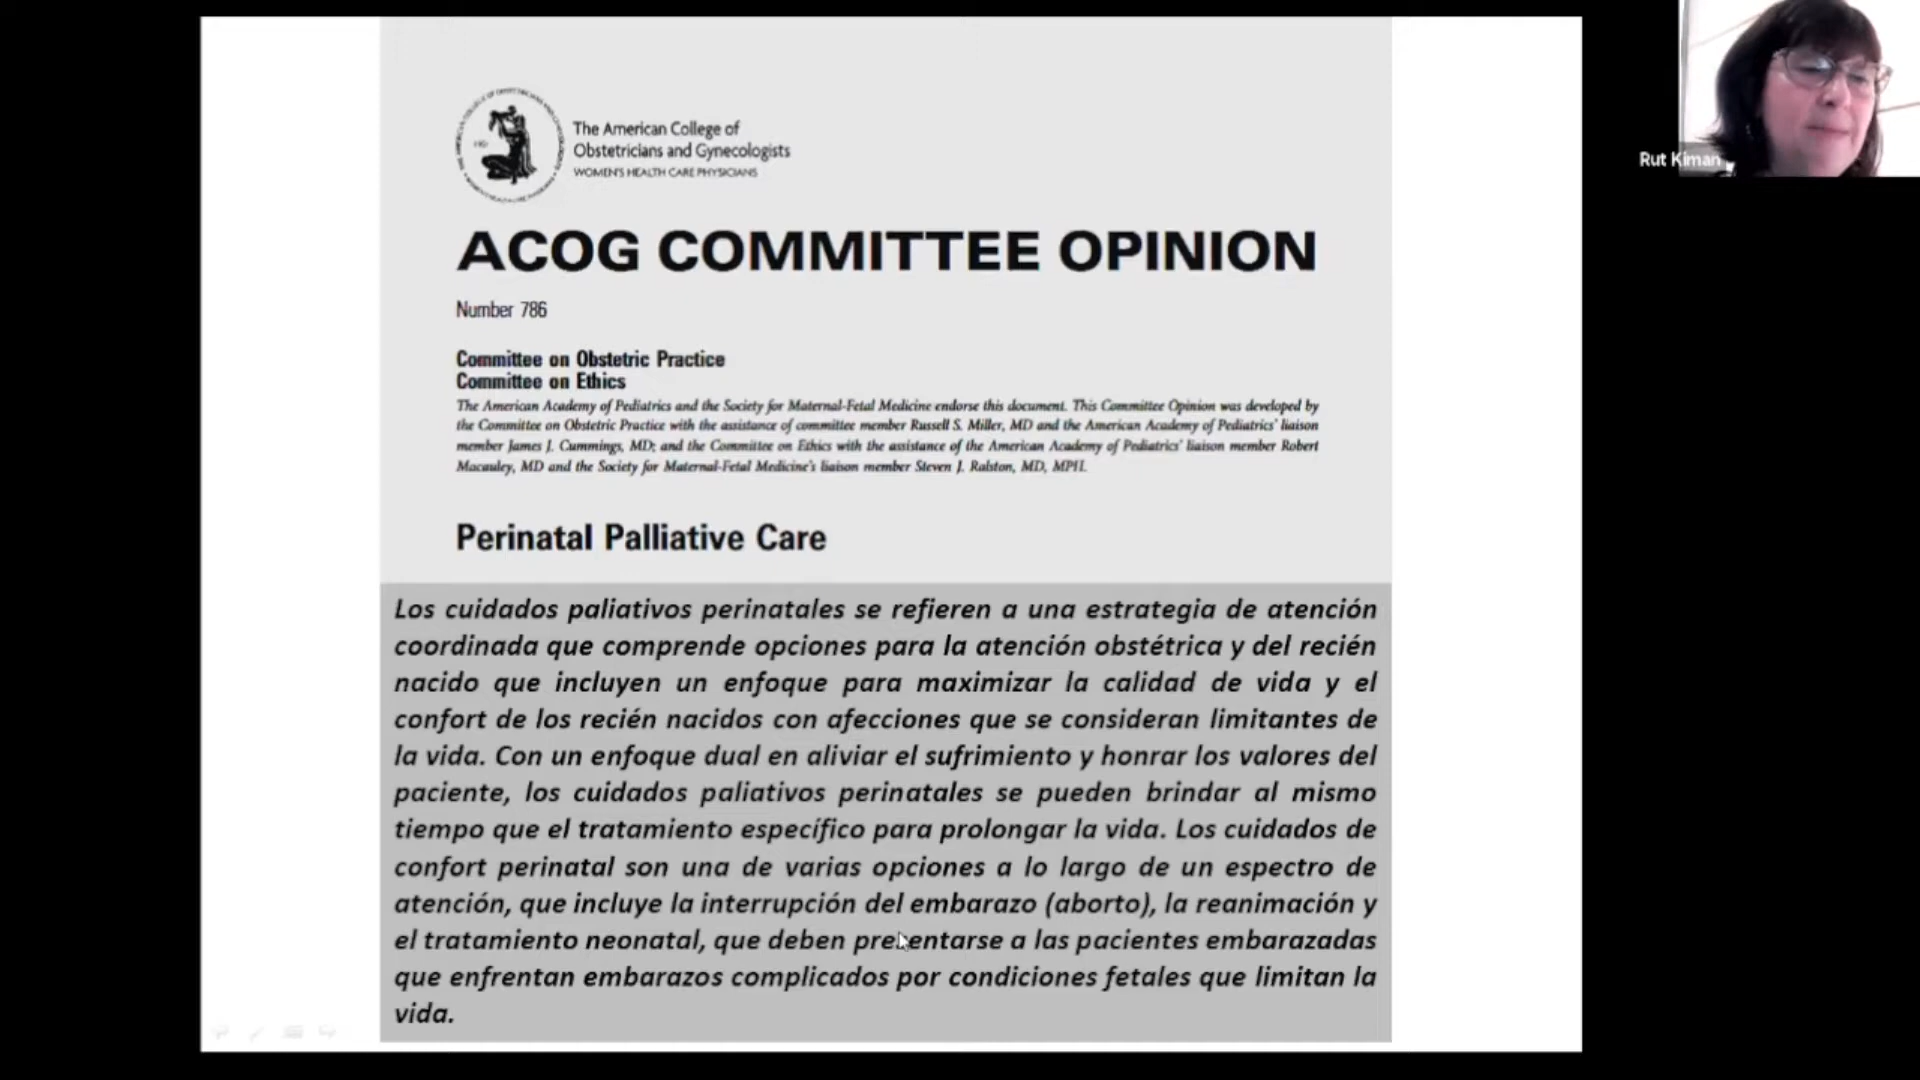 The American College of
Obstetricians and Gynecologists
WOMEN'S HEALTH CARE PHYSICIANS
Rut Kiman
ACOG COMMITTEE OPINION
Number 786
Committee on Obstetric Practice
Committee on Ethics
The American Academy of Pediatrics and the Society for Maternal-Fetal Medicine endorse this document. This Committee Opinion was developed by
the Committee on Obstetric Practice with the assistance of committee member Russell S. Miller, MD and the American Academy of Pediatrics' liaison
member James J. Cummings, MD; and the Committee on Ethics with the assistance of the American Academy of Pediatrics' liaison member Robert
Macauley, MD and the Society for Maternal-Fetal Medicine's liaison member Steven J. Ralston, MD, MPH.
Perinatal Palliative Care
Los cuidados paliativos perinatales se refieren a una estrategia de atención
coordinada que comprende opciones para la atención obstétrica y del recién
nacido que incluyen un enfoque para maximizar la calidad de vida y el
confort de los recién nacidos con afecciones que se consideran limitantes de
la vida. Con un enfoque dual en aliviar el sufrimiento y honrar los valores del
paciente, los cuidados paliativos perinatales se pueden brindar al mismo
tiempo que el tratamiento específico para prolongar la vida. Los cuidados de
confort perinatal son una de varias opciones a lo largo de un espectro de
atención, que incluye la interrupción del embarazo (aborto), la reanimación y
el tratamiento neonatal, que deben presentarse a las pacientes embarazadas
que enfrentan embarazos complicados por condiciones fetales que limitan la
vida.